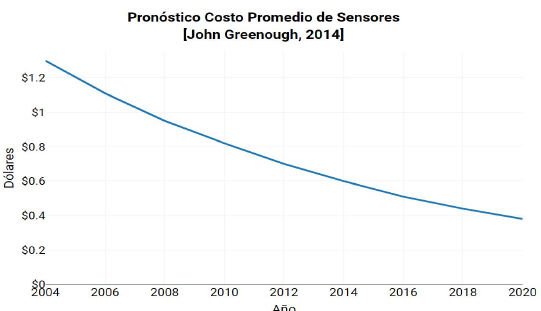 Pronóstico Costo Promedio de Sensores
[John Greenough, 2014]
$1.2
$1
$0.8
$0.6
$0.4
$0.2
$0
Dólares
2004 2006 2008 2010 2012 2014 2016 2018 2020
Año